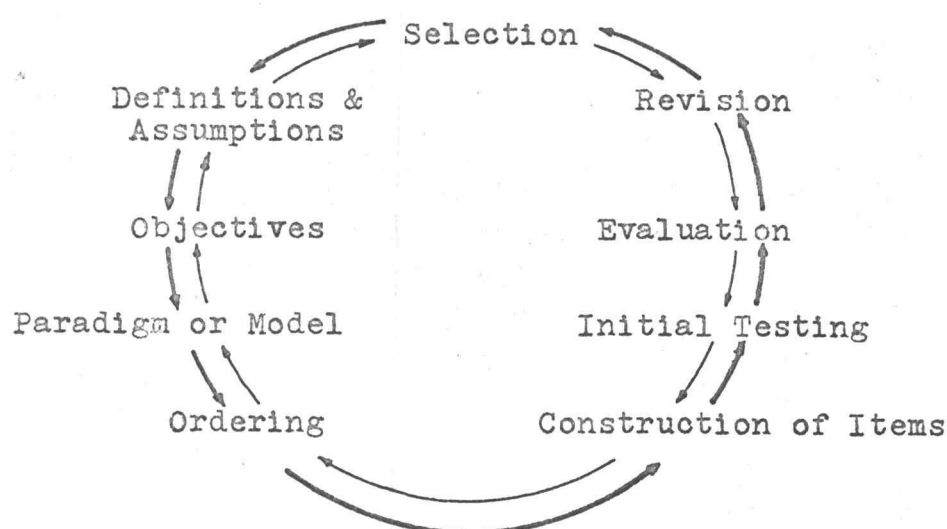 Selection
Definitions &
Assumptions
Revision
Objectives
Evaluation
Paradigm or Model
Initial Testing
Ordering
Construction of Items